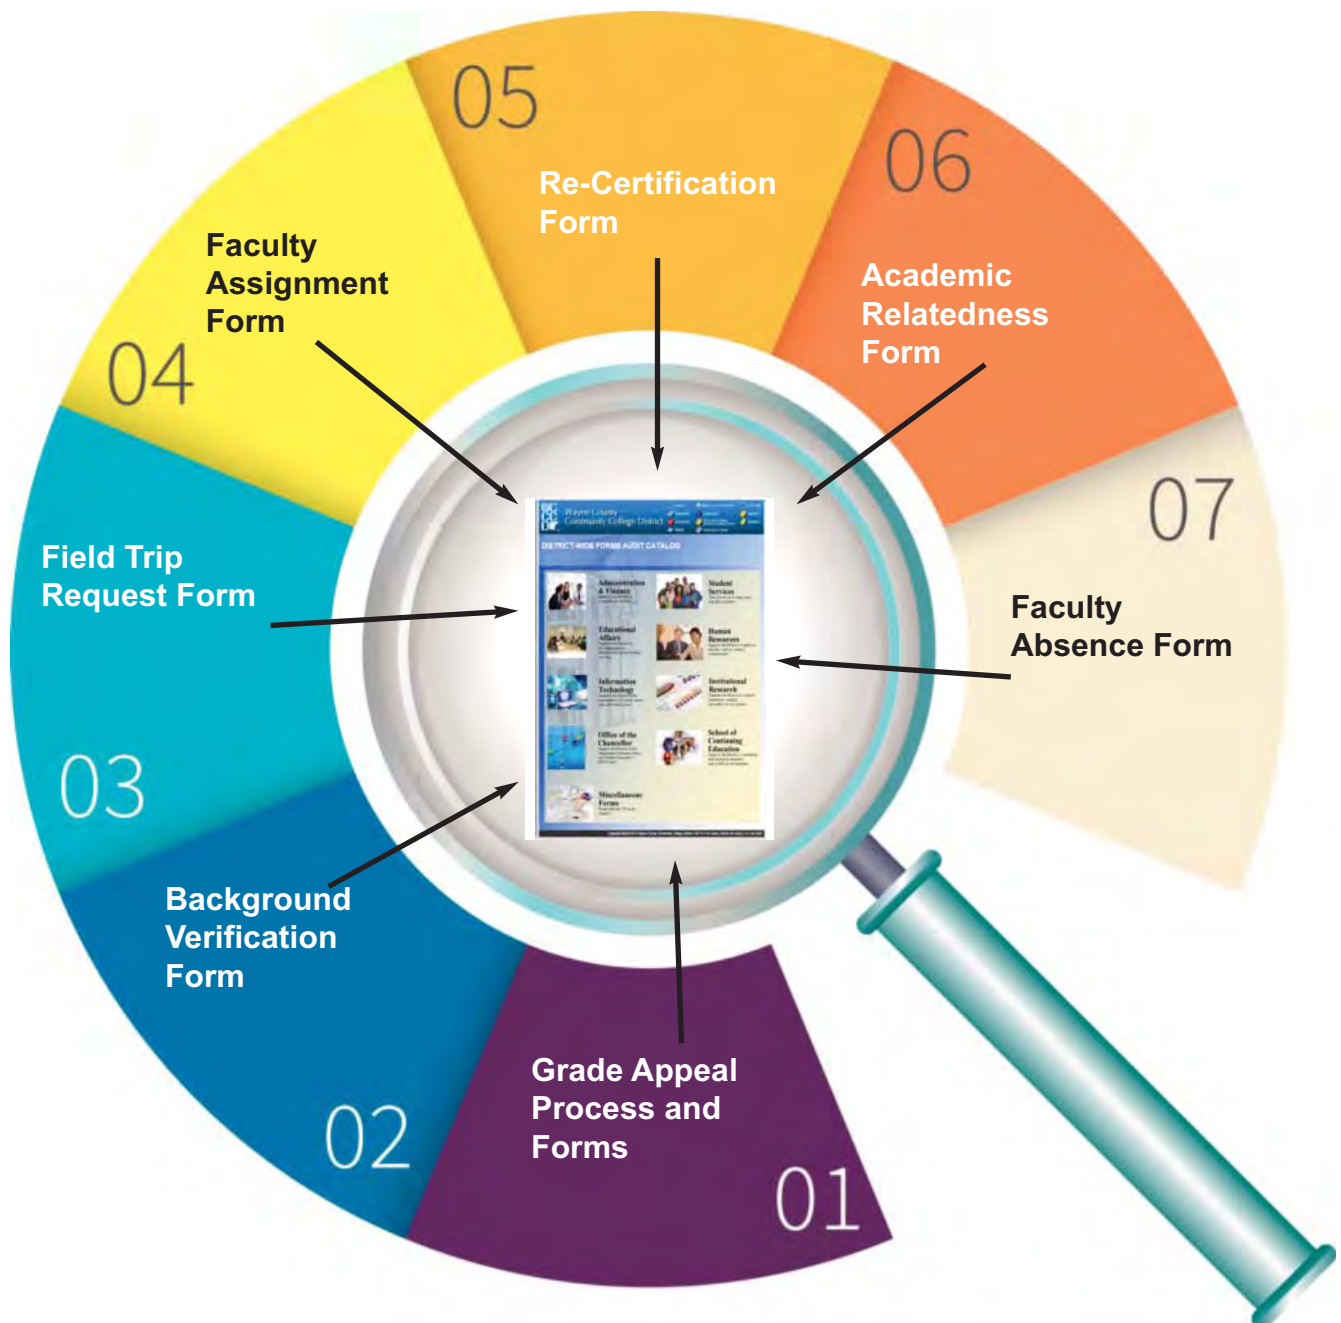 05
Re-Certification
Form
06
Academic
Relatedness
Form
Faculty
Assignment
Form
04
07
Faculty
Absence Form
Field Trip
Request Form
03
Background
Verification
Form
02
Grade Appeal
Process and
Forms
01
Wayne County
Community College District
DISTRICT-WIDE FORMS AUDIT CATALOG
Administration
& Finance
Student
Services
Educational
Affairs
Human
Resources
Information
Technology
Institutional
Research
Office of the
Chancellor
School of
Continuing
Education
Miscellaneous
Forms